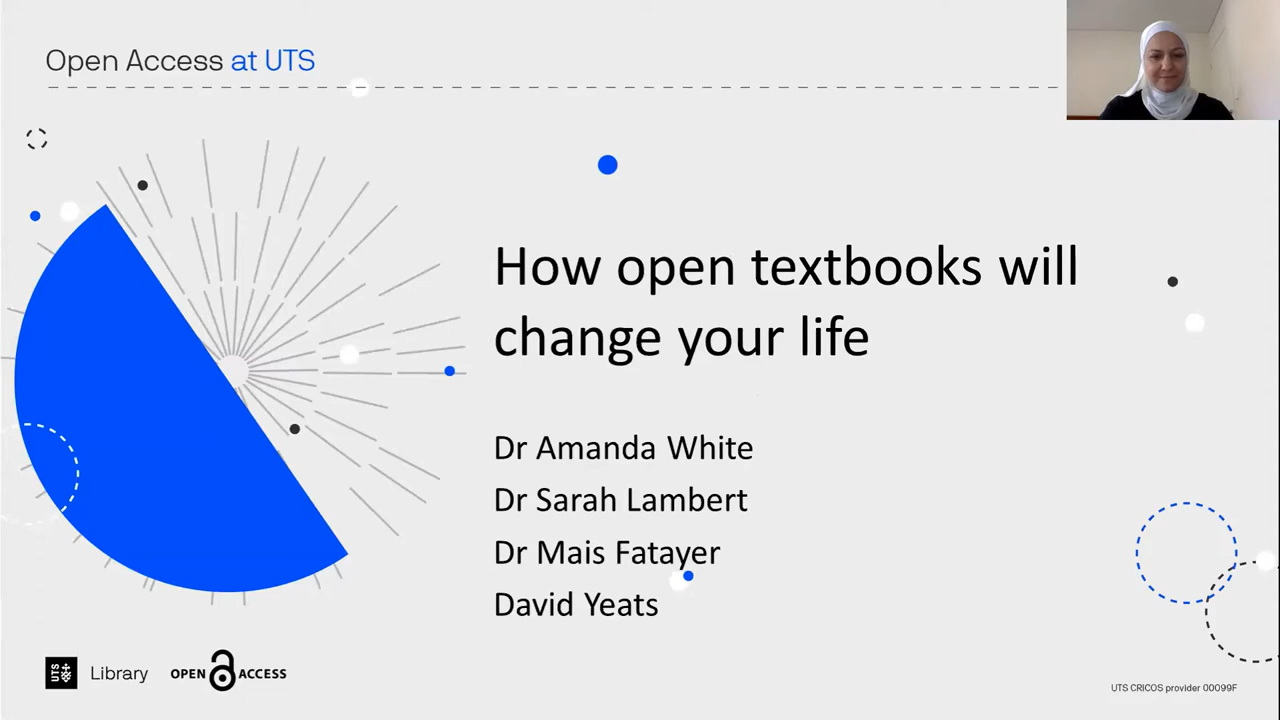 Open Access at UTS
How open textbooks will
change your life
Dr Amanda White
Dr Sarah Lambert
Dr Mais Fatayer
David Yeats
UTS Library OPEN ACCESS
UTS CRICOS provider 00099F